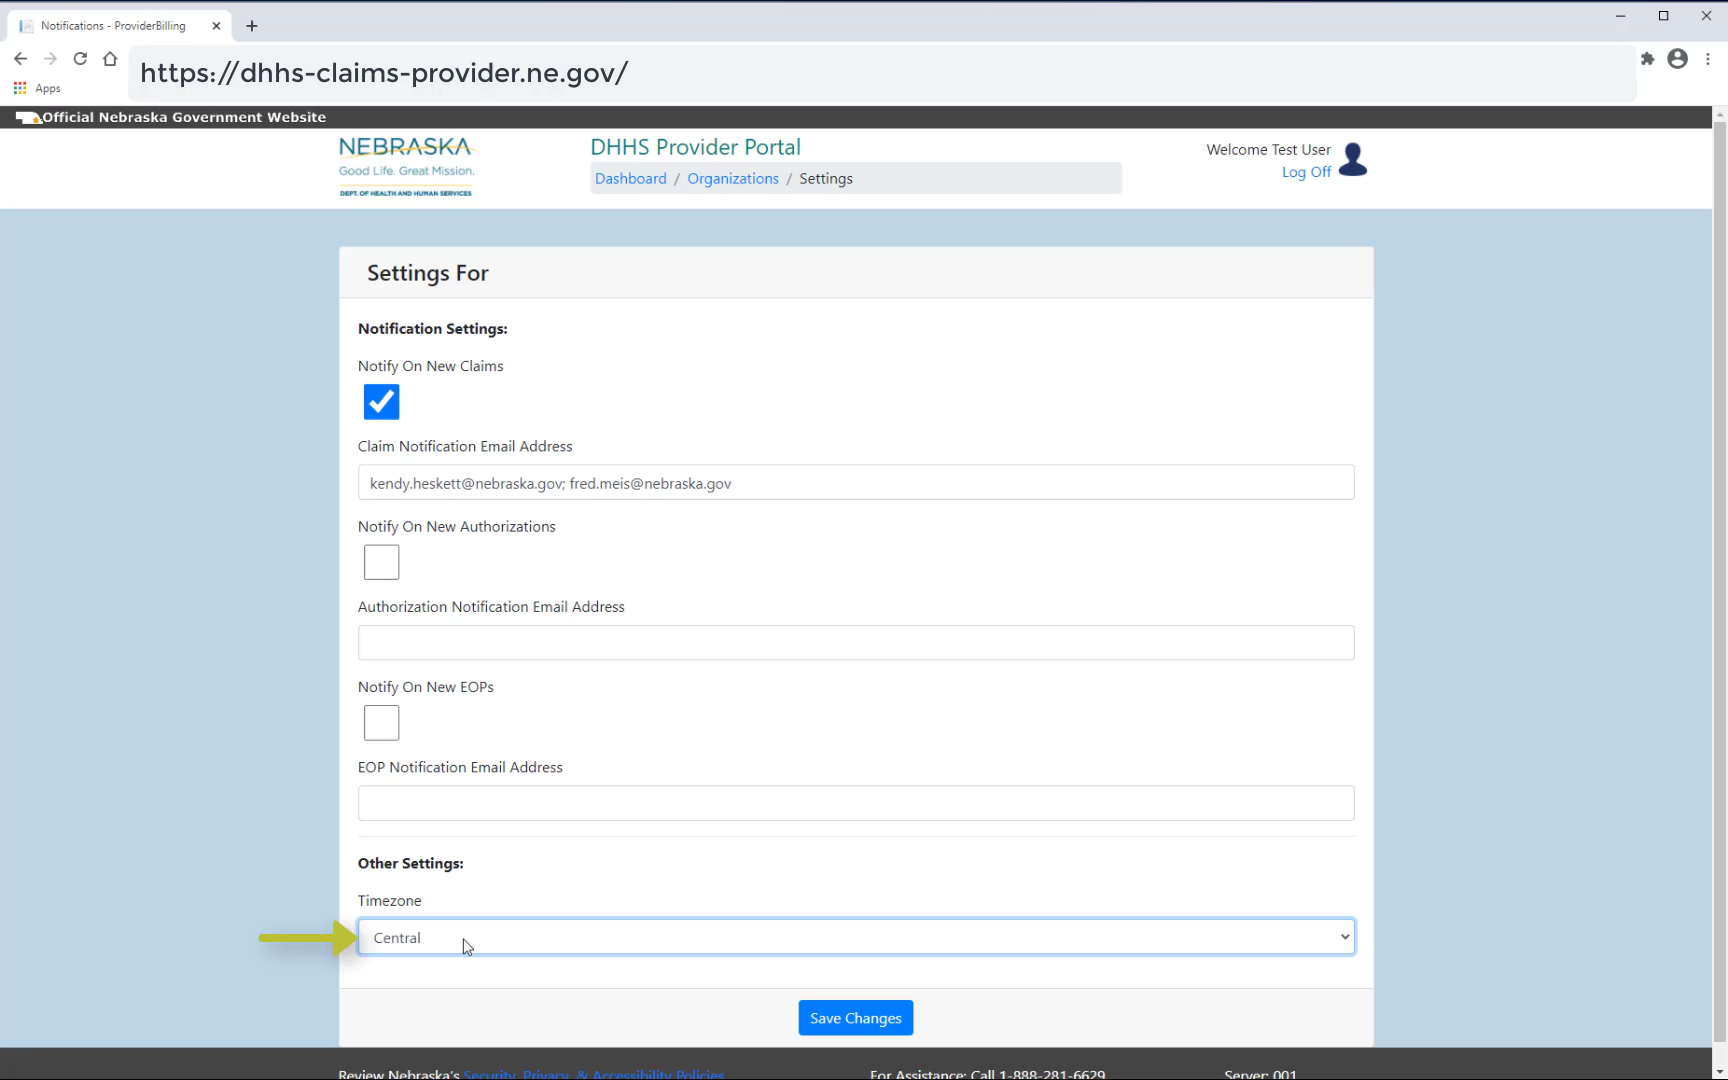 Notifications - ProviderBilling
https://dhhs-claims-provider.ne.gov/
Apps
Official Nebraska Government Website
NEBRASKA
Good Life. Great Mission.
DEPT. OF HEALTH AND HUMAN SERVICES
DHHS Provider Portal
Dashboard / Organizations / Settings
Welcome Test User
Log Off
Settings For
Notification Settings:
Notify On New Claims
Claim Notification Email Address
kendy.heskett@nebraska.gov; fred.meis@nebraska.gov
Notify On New Authorizations
Authorization Notification Email Address
Notify On New EOPs
EOP Notification Email Address
Other Settings:
Timezone
Central
Save Changes
Review Nebraska's Security, Privacy, & Accessibility Policies
For Assistance: Call 1-888-281-6629
Server: 001